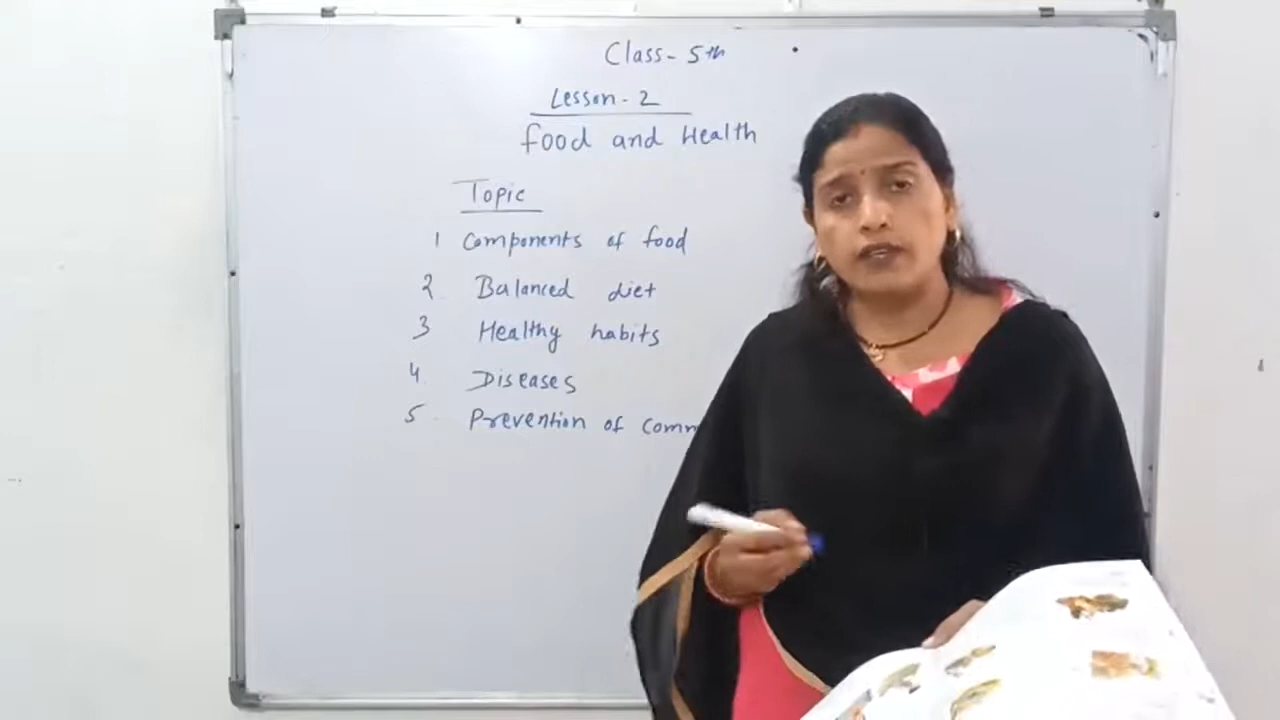 Class - 5th
Lesson - 2
food and Health
Topic
1 Components of food
2 Balanced diet
3 Healthy habits
4 Diseases
5 Prevention of